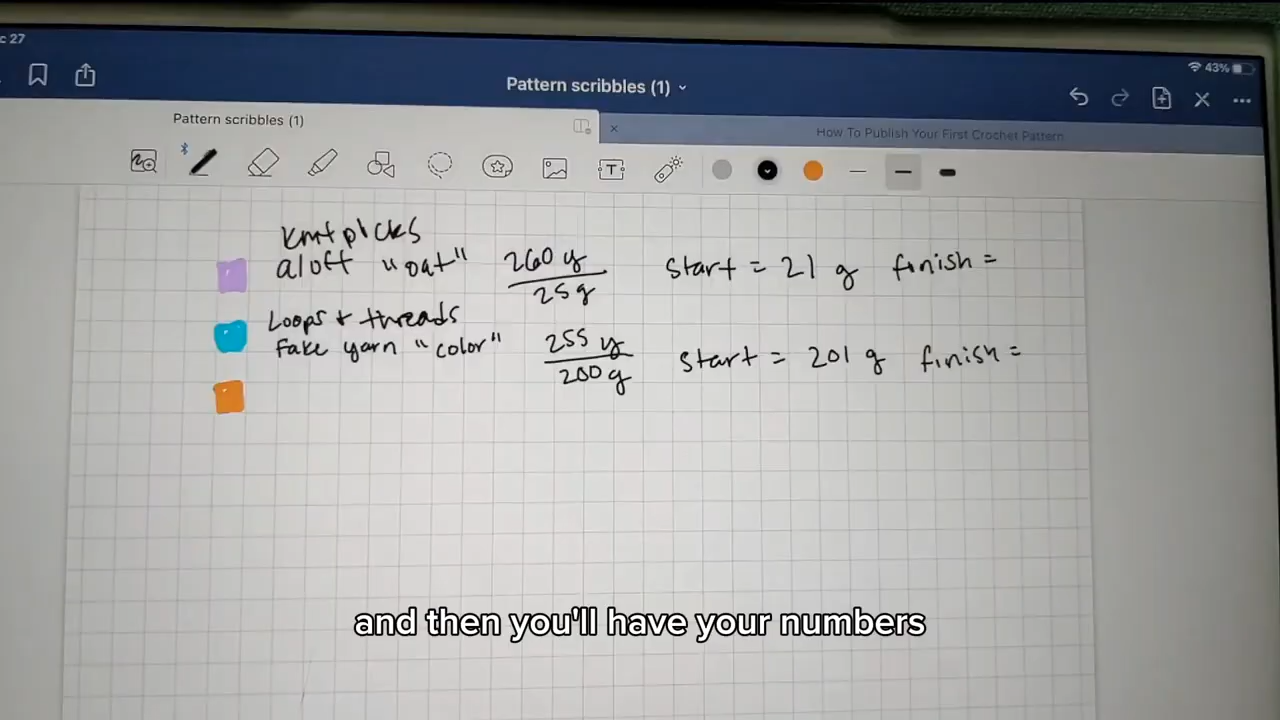 c 27
43%
Pattern scribbles (1)
Pattern scribbles (1)
How To Publish Your First Crochet Pattern
T
knit picks
aloft "oat" 260 y start = 21 g finish =
25 g
Loops + threads
fake yarn "color" 255 y start = 201 g finish =
200 g
and then you'll have your numbers